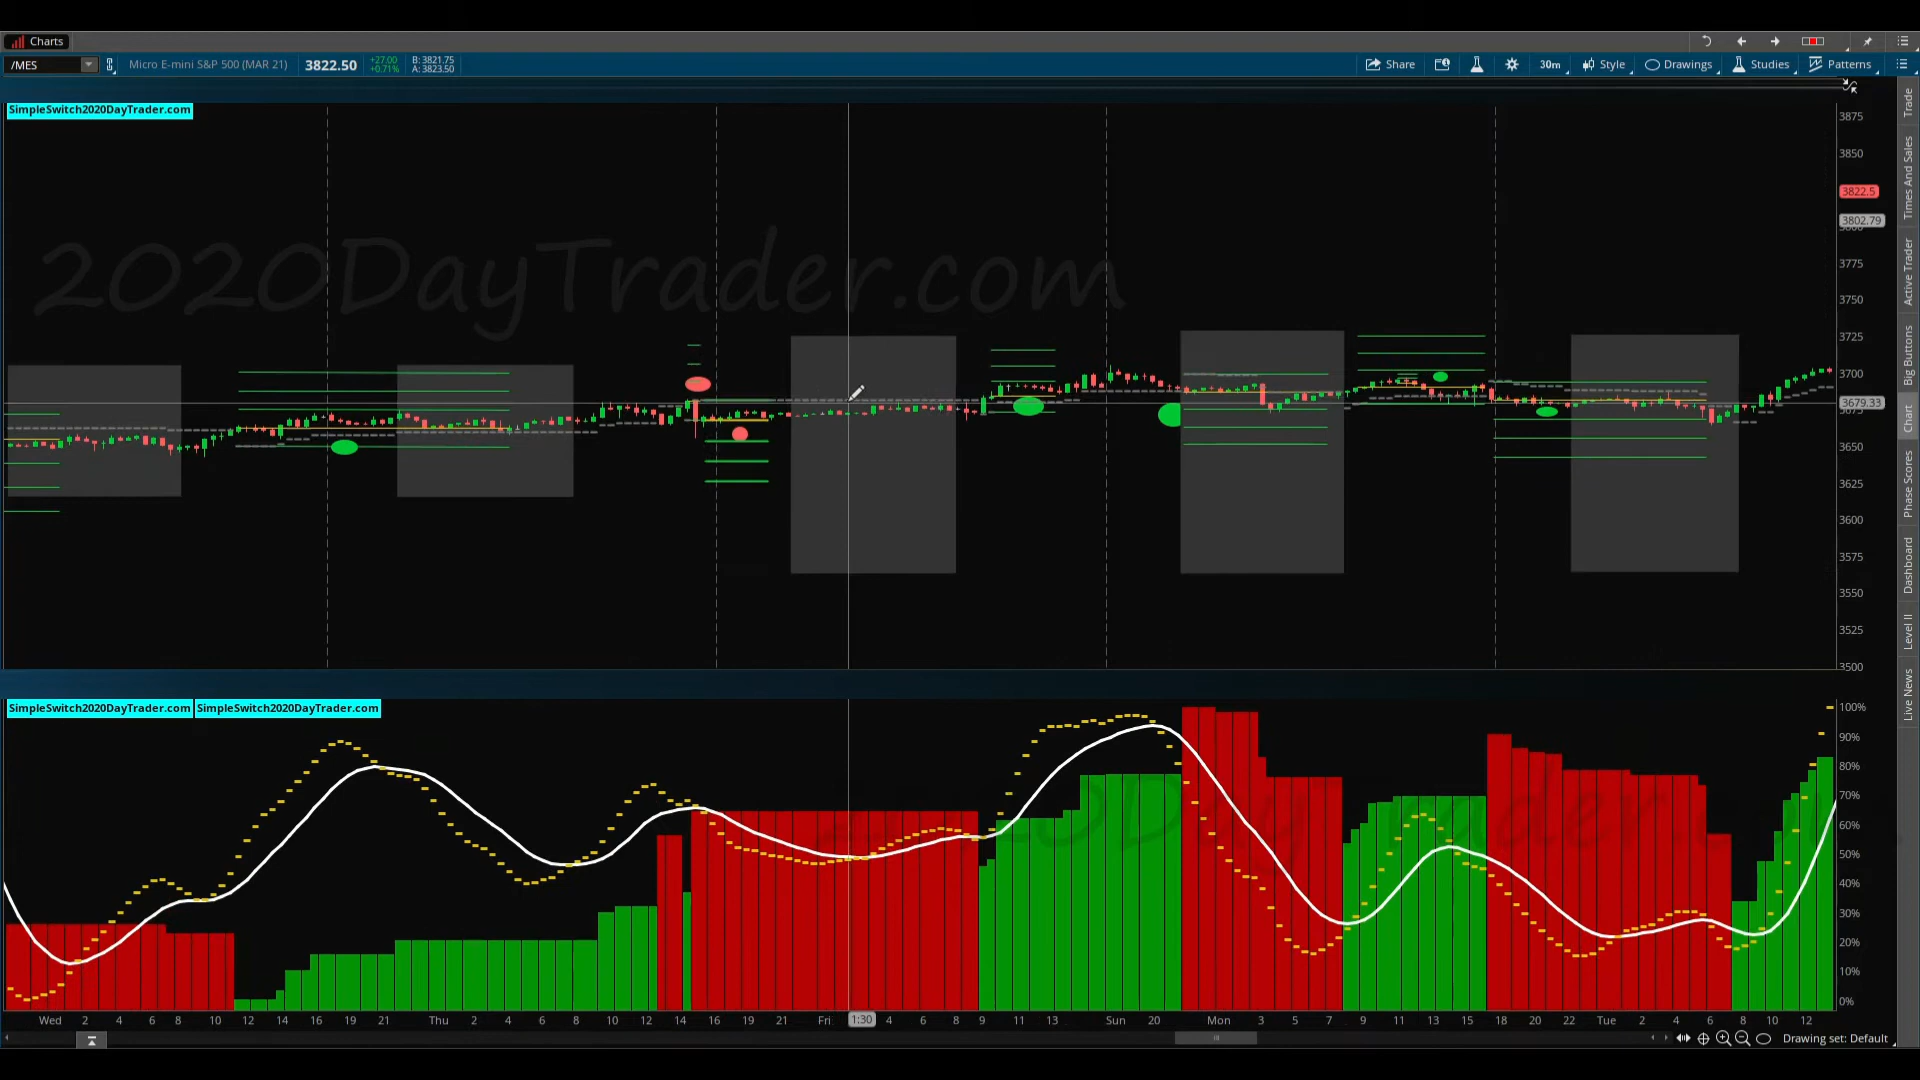 Charts
/MES Micro E-mini S&P 500 (MAR 21) 3822.50 +27.00 +0.71% B: 3821.75 A: 3823.50 Share 30m Style Drawings Studies Patterns
SimpleSwitch2020DayTrader.com
2020DayTrader.com
3875
3850
3822.5
3802.79
3800
3775
3750
3725
3700
3679.33
3675
3650
3625
3600
3575
3550
3525
3500
Trade
Times And Sales
Active Trader
Big Buttons
Chart
Phase Scores
Dashboard
Level II
Live News
SimpleSwitch2020DayTrader.com SimpleSwitch2020DayTrader.com
100%
90%
80%
70%
60%
50%
40%
30%
20%
10%
0%
Wed 2 4 6 8 10 12 14 16 19 21 Thu 2 4 6 8 10 12 14 16 19 21 Fri 1:30 4 6 8 9 11 13 Sun 20 Mon 3 5 7 9 11 13 15 18 20 22 Tue 2 4 6 8 10 12
Drawing set: Default